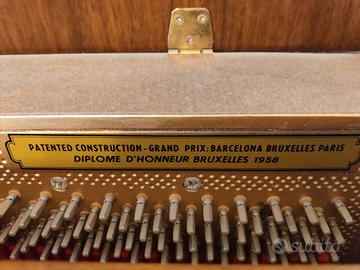 PATENTED CONSTRUCTION-GRAND PRIX: BARCELONA BRUXELLES PARIS
DIPLOME D'HONNEUR BRUXELLES 1958
subito